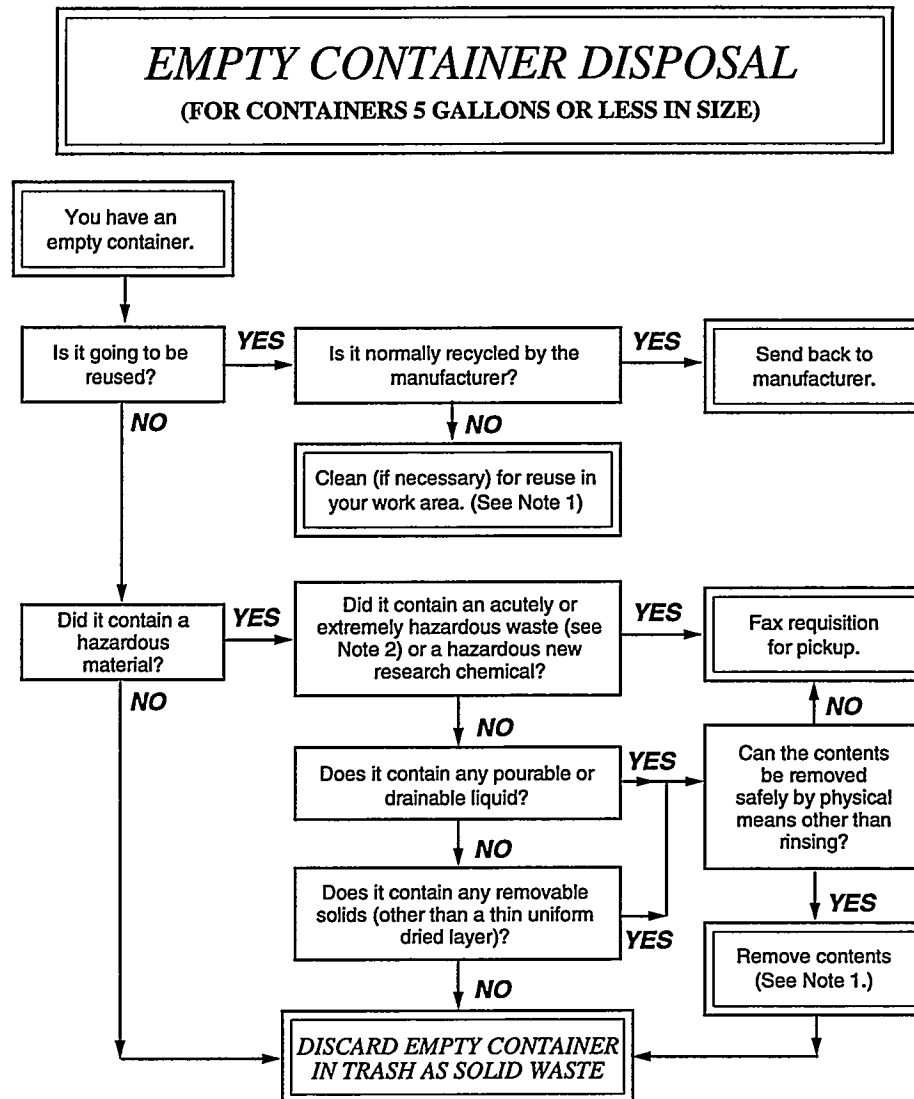 EMPTY CONTAINER DISPOSAL
(FOR CONTAINERS 5 GALLONS OR LESS IN SIZE)
You have an
empty container.
Is it going to be
reused?
YES
Is it normally recycled by the
manufacturer?
YES
Send back to
manufacturer.
NO
NO
Clean (if necessary) for reuse in
your work area. (See Note 1)
Did it contain a
hazardous
material?
YES
Did it contain an acutely or
extremely hazardous waste (see
Note 2) or a hazardous new
research chemical?
YES
Fax requisition
for pickup.
NO
NO
NO
Does it contain any pourable or
drainable liquid?
YES
Can the contents
be removed
safely by physical
means other than
rinsing?
NO
Does it contain any removable
solids (other than a thin uniform
dried layer)?
YES
YES
Remove contents
(See Note 1.)
NO
DISCARD EMPTY CONTAINER
IN TRASH AS SOLID WASTE